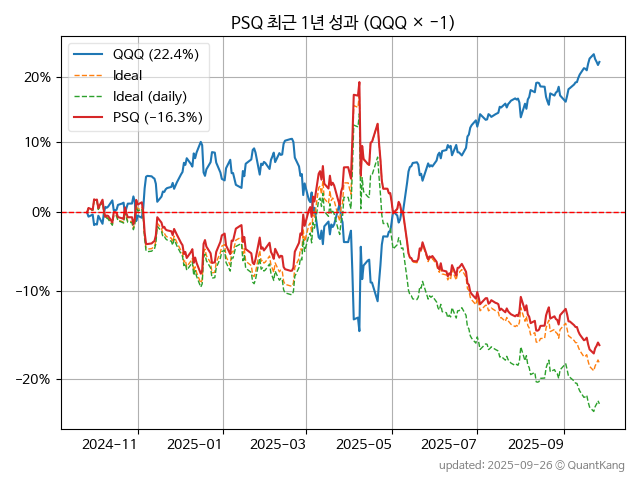 PSQ 최근 1년 성과 (QQQ × −1)
QQQ (22.4%)
Ideal
Ideal (daily)
PSQ (−16.3%)
20%
10%
0%
−10%
−20%
2024-11 2025-01 2025-03 2025-05 2025-07 2025-09
updated: 2025-09-26 © QuantKang